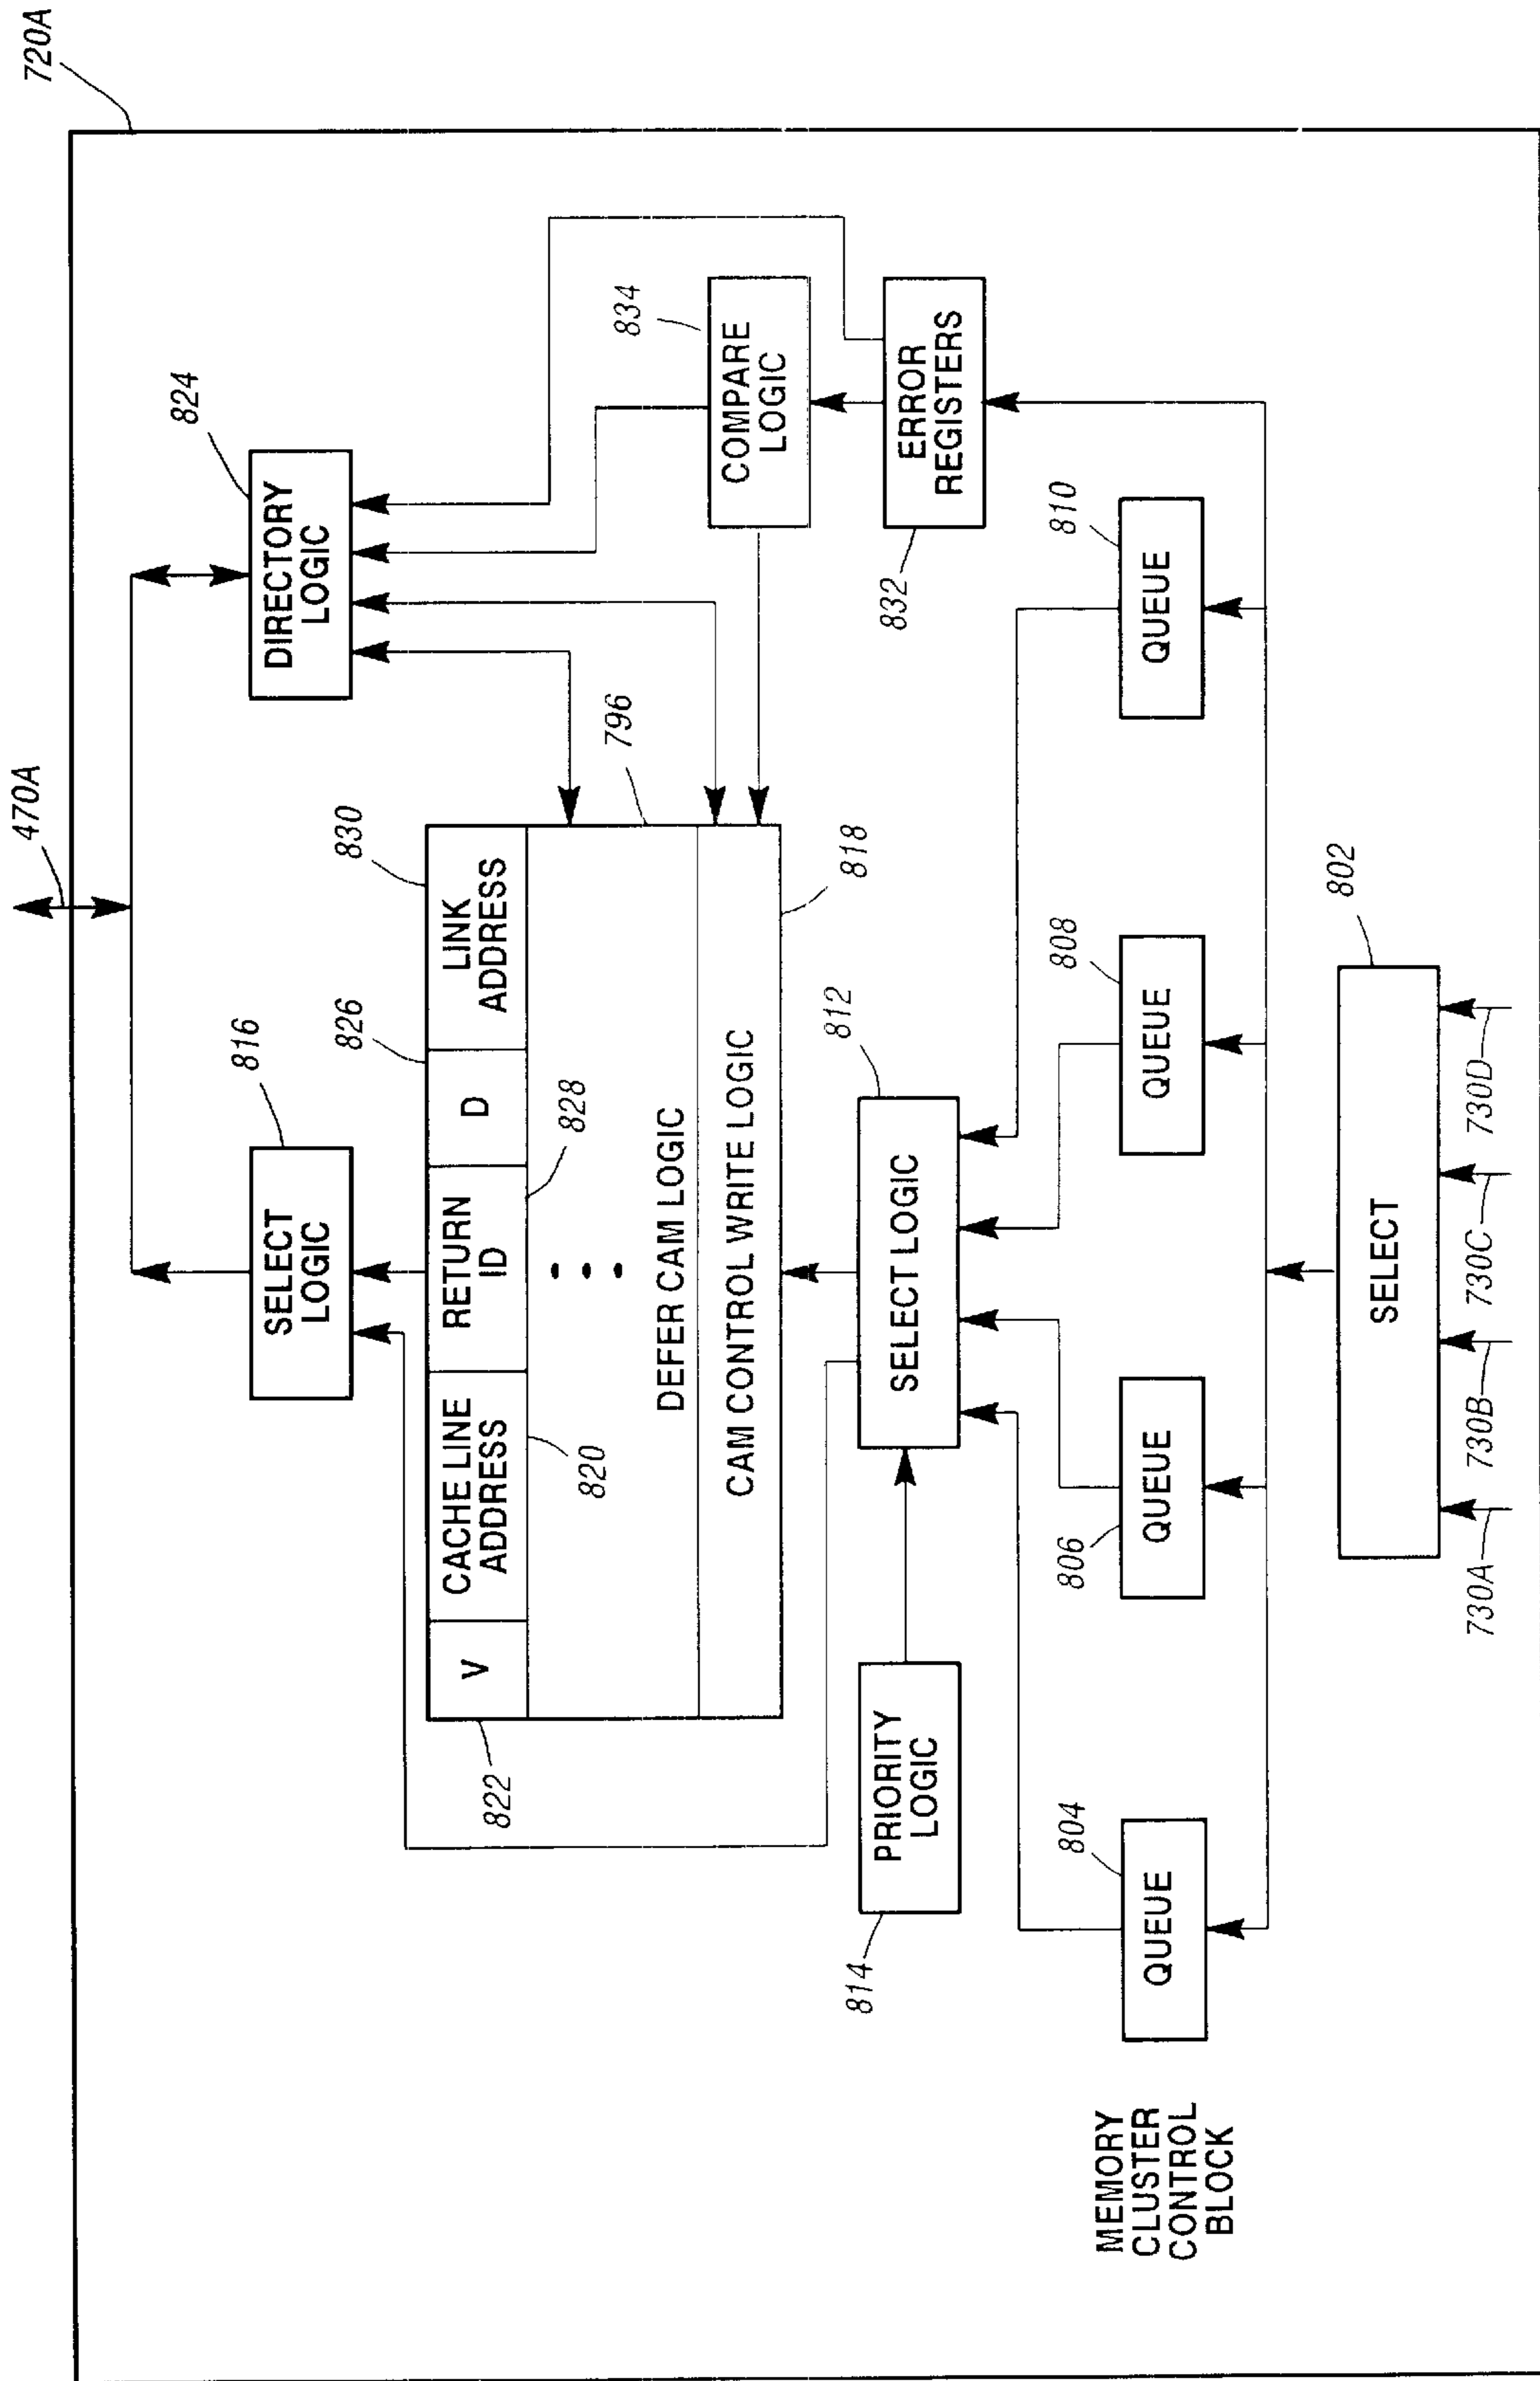 720A
470A
824
DIRECTORY
LOGIC
816
SELECT
LOGIC
834
COMPARE
LOGIC
832
ERROR
REGISTERS
822
V
820
CACHE LINE
ADDRESS
828
RETURN
ID
826
D
830
LINK
ADDRESS
796
DEFER CAM LOGIC
818
CAM CONTROL WRITE LOGIC
814
PRIORITY
LOGIC
812
SELECT LOGIC
804
QUEUE
806
QUEUE
808
QUEUE
810
QUEUE
MEMORY
CLUSTER
CONTROL
BLOCK
802
SELECT
730A
730B
730C
730D